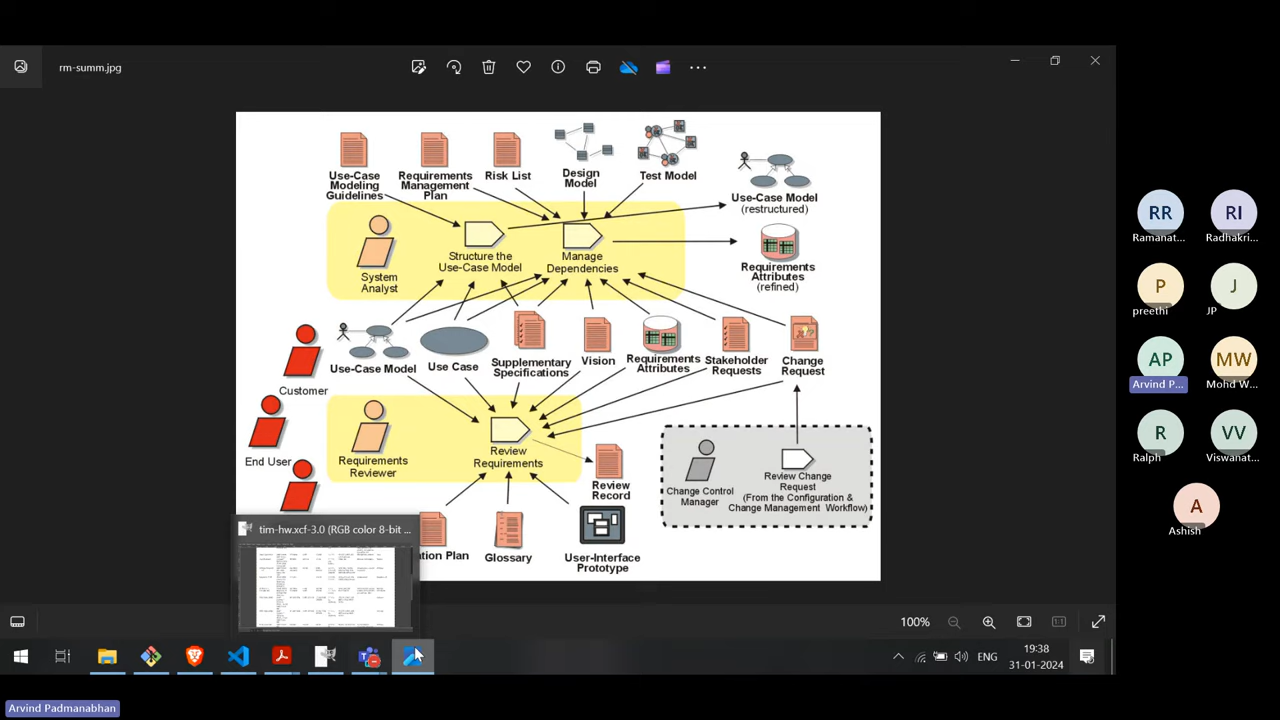 rm-summ.jpg
Use-Case
Modeling
Guidelines
Requirements
Management
Plan
Risk List
Design
Model
Test Model
Use-Case Model
(restructured)
System
Analyst
Structure the
Use-Case Model
Manage
Dependencies
Requirements
Attributes
(refined)
Customer
Use-Case Model
Use Case
Supplementary
Specifications
Vision
Requirements
Attributes
Stakeholder
Requests
Change
Request
End User
Requirements
Reviewer
Review
Requirements
Review
Record
Change Control
Manager
Review Change
Request
(From the Configuration &
Change Management Workflow)
tim-hw.xcf-3.0 (RGB color 8-bit ...
ation Plan
Glossary
User-Interface
Prototype
100%
1:1
ENG
19:38
31-01-2024
RR
Ramanat...
RI
Radhakri...
P
preethi
J
JP
AP
Arvind P...
MW
Mohd W...
R
Ralph
VV
Viswanat...
A
Ashish
Arvind Padmanabhan